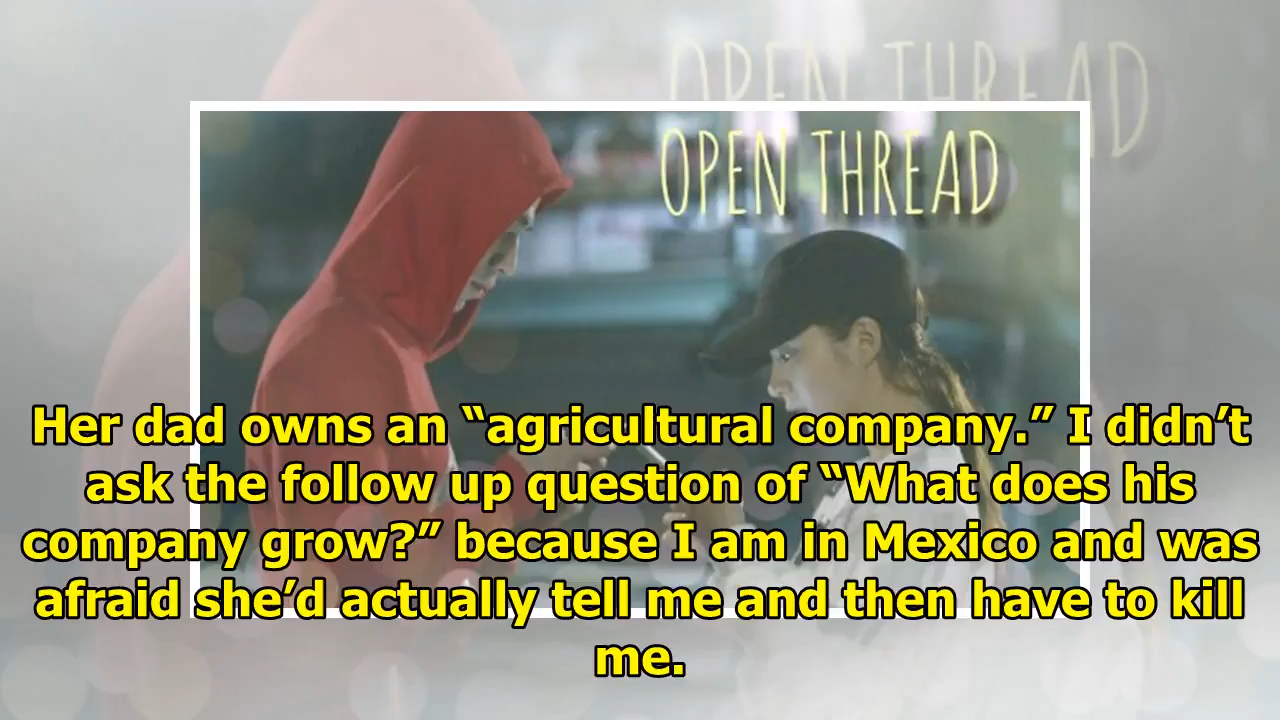 OPEN THREAD
OPEN THREAD
Her dad owns an “agricultural company.” I didn’t
ask the follow up question of “What does his
company grow?” because I am in Mexico and was
afraid she’d actually tell me and then have to kill
me.